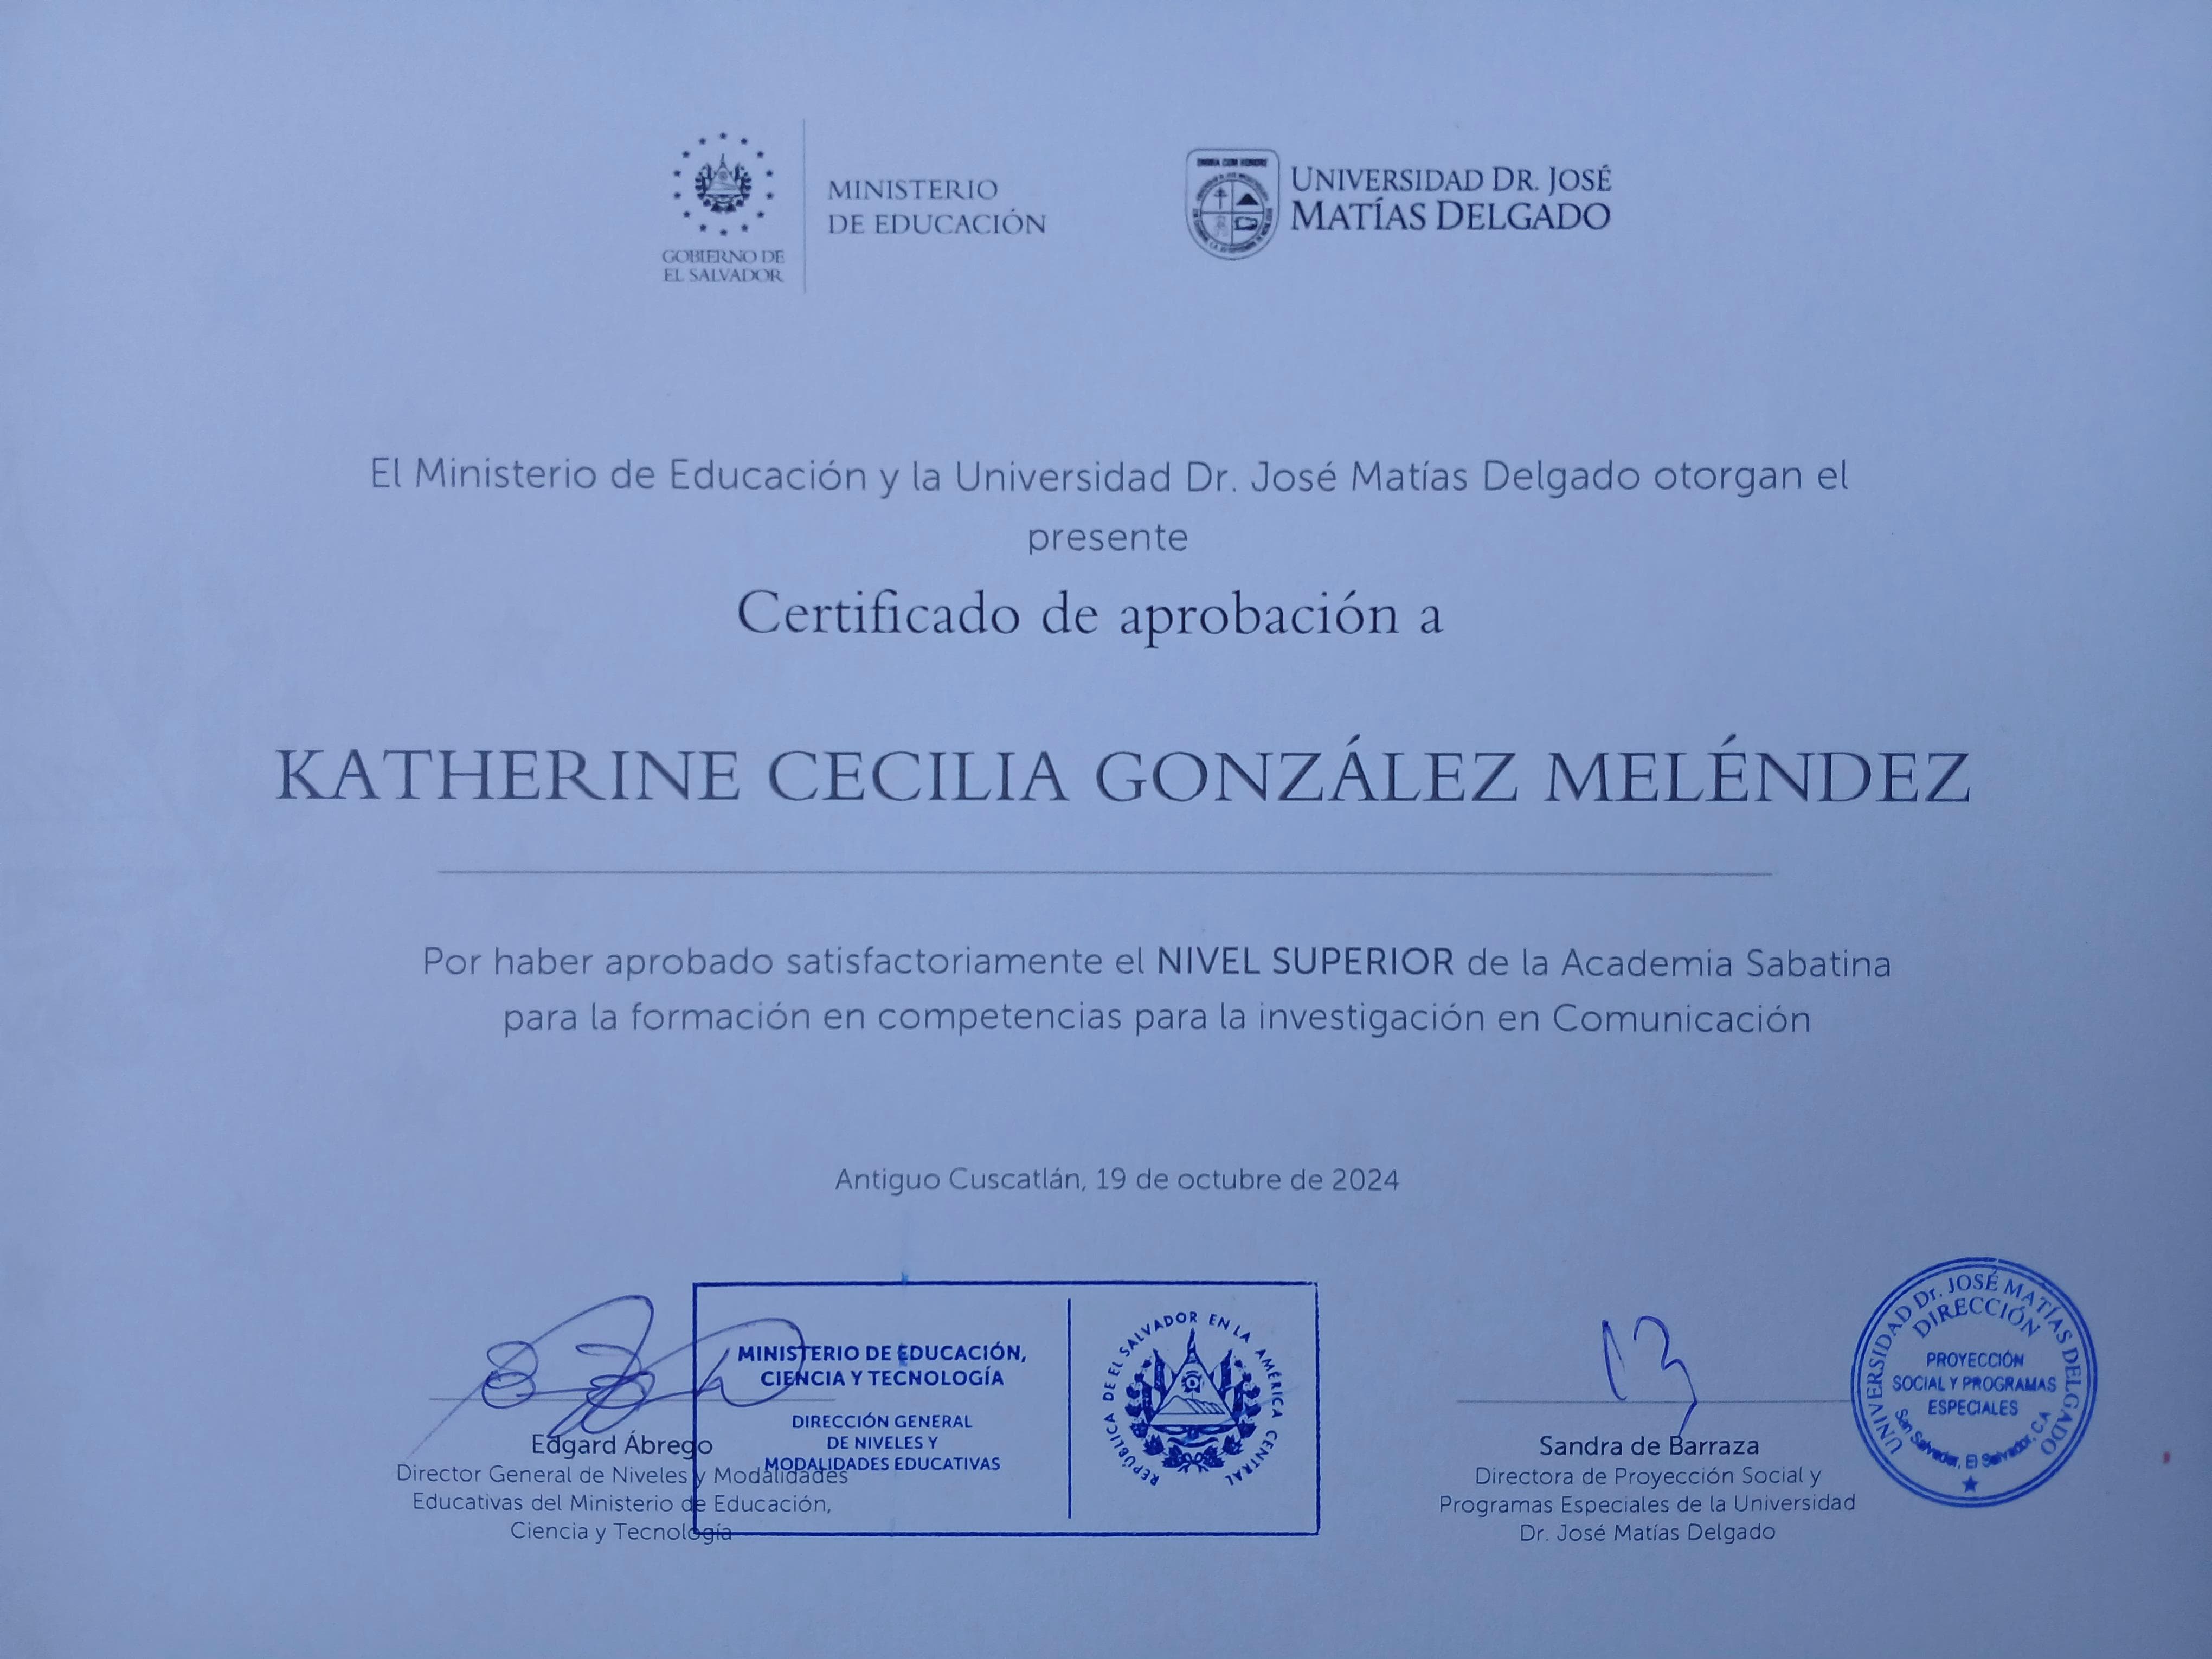 GOBIERNO DE
EL SALVADOR
MINISTERIO
DE EDUCACIÓN
UNIVERSIDAD DR. JOSÉ
MATÍAS DELGADO
El Ministerio de Educación y la Universidad Dr. José Matías Delgado otorgan el
presente
Certificado de aprobación a
KATHERINE CECILIA GONZÁLEZ MELÉNDEZ
Por haber aprobado satisfactoriamente el NIVEL SUPERIOR de la Academia Sabatina
para la formación en competencias para la investigación en Comunicación
Antiguo Cuscatlán, 19 de octubre de 2024
Edgard Ábrego
Director General de Niveles y Modalidades
Educativas del Ministerio de Educación,
Ciencia y Tecnología
MINISTERIO DE EDUCACIÓN,
CIENCIA Y TECNOLOGÍA
DIRECCIÓN GENERAL
DE NIVELES Y
MODALIDADES EDUCATIVAS
REPÚBLICA DE EL SALVADOR EN LA AMÉRICA CENTRAL
Sandra de Barraza
Directora de Proyección Social y
Programas Especiales de la Universidad
Dr. José Matías Delgado
UNIVERSIDAD Dr. JOSÉ MATÍAS DELGADO
DIRECCIÓN
PROYECCIÓN
SOCIAL Y PROGRAMAS
ESPECIALES
San Salvador, El Salvador, C.A